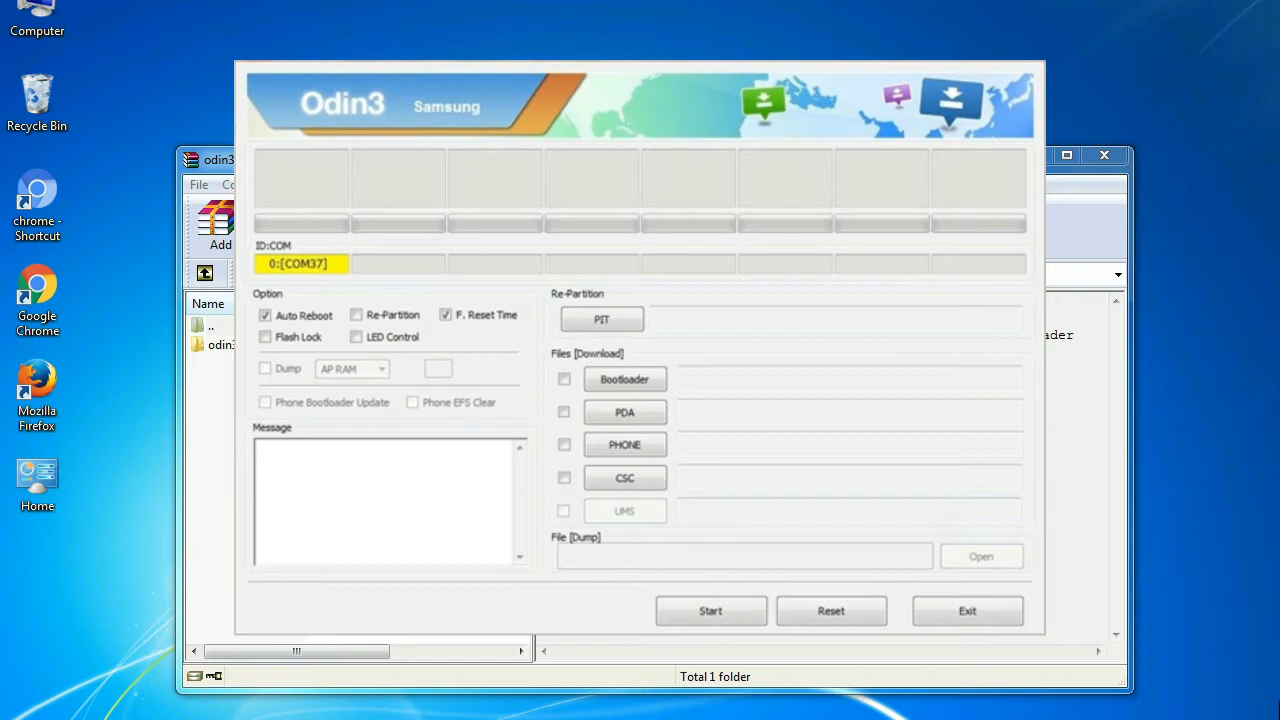 Computer
Recycle Bin
chrome -
Shortcut
Google
Chrome
Mozilla
Firefox
Home
odin3
File
Add
Name
..
odin3
Odin3 Samsung
ID:COM
0:[COM37]
Option
Auto Reboot Re-Partition F. Reset Time
Flash Lock LED Control
Dump AP RAM
Phone Bootloader Update Phone EFS Clear
Message
Re-Partition
PIT
Files [Download]
Bootloader
PDA
PHONE
CSC
UMS
File [Dump]
Open
Start Reset Exit
Total 1 folder